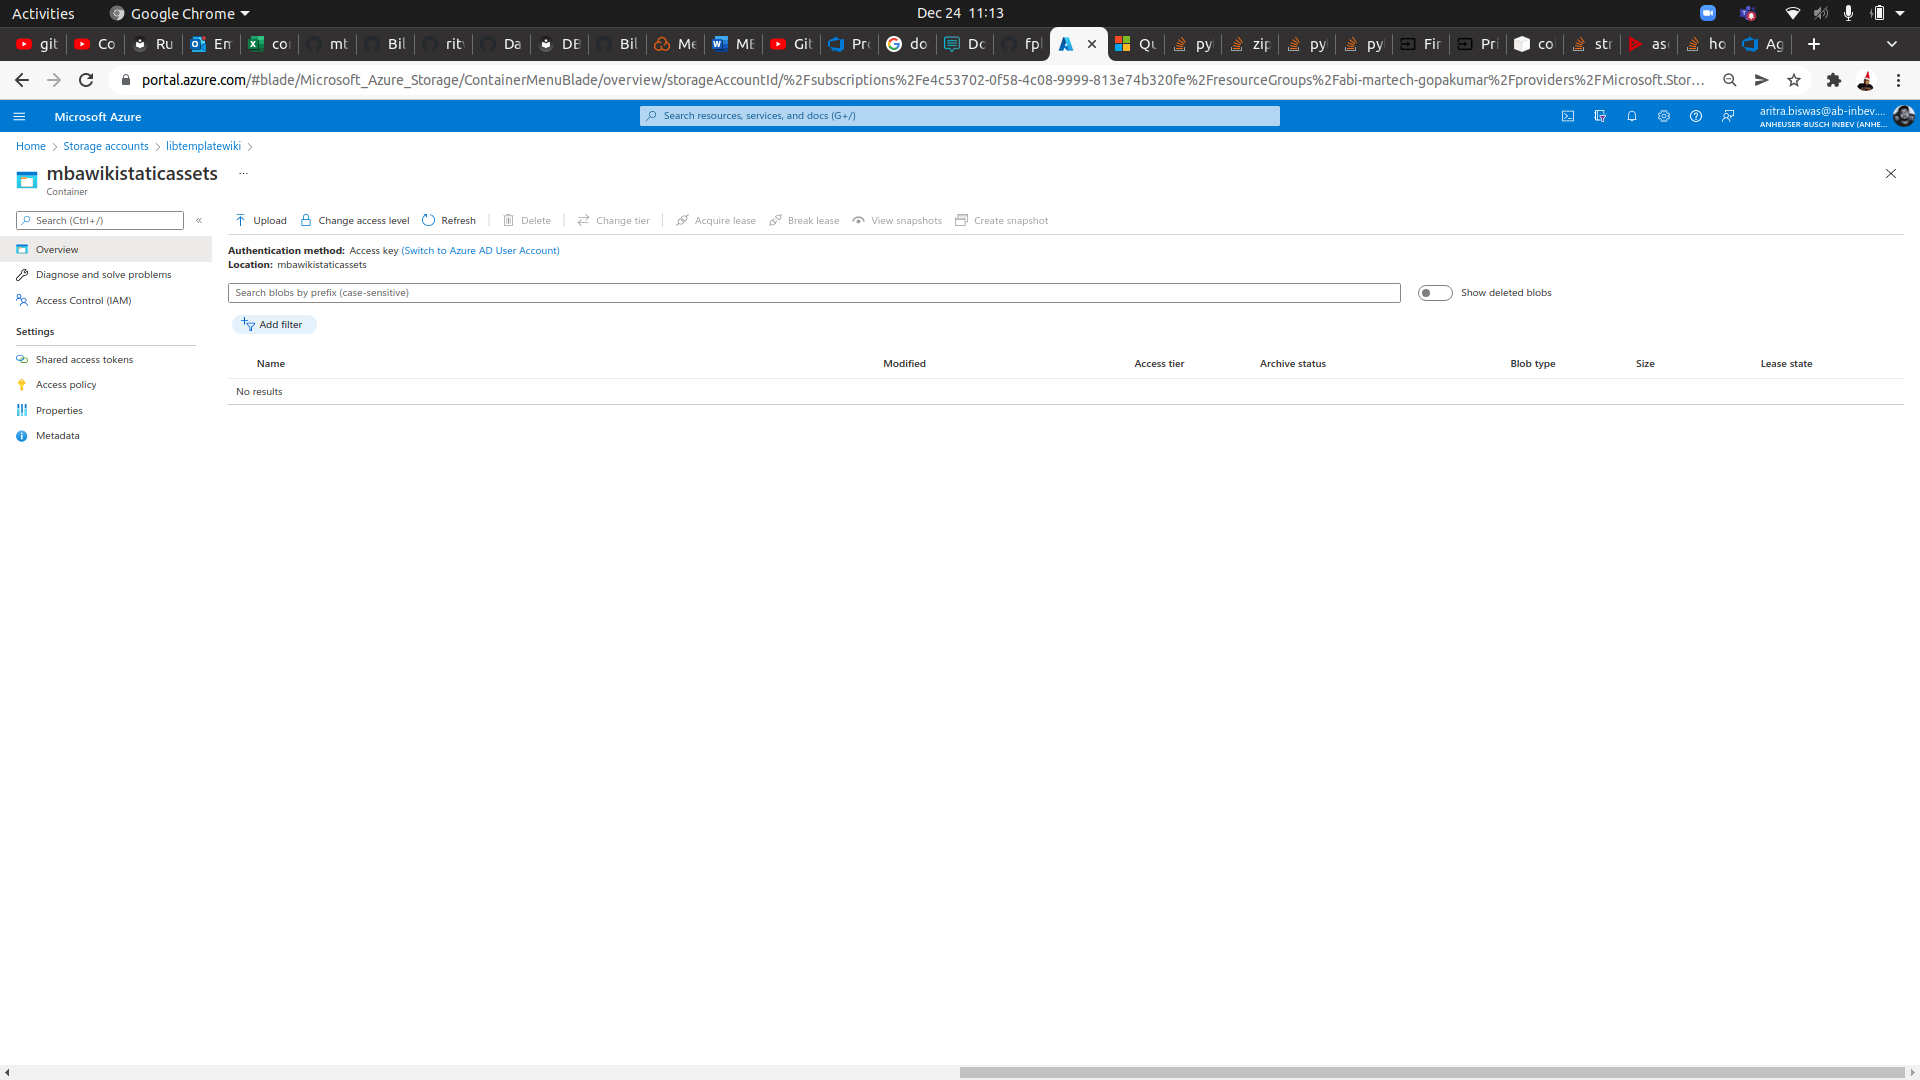 Activities Google Chrome Dec 24 11:13
git Co Ru Em co mt Bil rit Da DE Bil Me ME Git Pro do Do fpl Qu pyt zip pyt pyt Fir Pri co str asc ho Ag
portal.azure.com/#blade/Microsoft_Azure_Storage/ContainerMenuBlade/overview/storageAccountId/%2Fsubscriptions%2Fe4c53702-0f58-4c08-9999-813e74b320fe%2FresourceGroups%2Fabi-martech-gopakumar%2Fproviders%2FMicrosoft.Stor...
Microsoft Azure Search resources, services, and docs (G+/) aritra.biswas@ab-inbev....
ANHEUSER-BUSCH INBEV (ANHE...
Home > Storage accounts > libtemplatewiki >
mbawikistaticassets ...
Container
Search (Ctrl+/) «
Upload Change access level Refresh Delete Change tier Acquire lease Break lease View snapshots Create snapshot
Overview
Diagnose and solve problems
Access Control (IAM)
Settings
Shared access tokens
Access policy
Properties
Metadata
Authentication method: Access key (Switch to Azure AD User Account)
Location: mbawikistaticassets
Search blobs by prefix (case-sensitive) Show deleted blobs
Add filter
Name Modified Access tier Archive status Blob type Size Lease state
No results